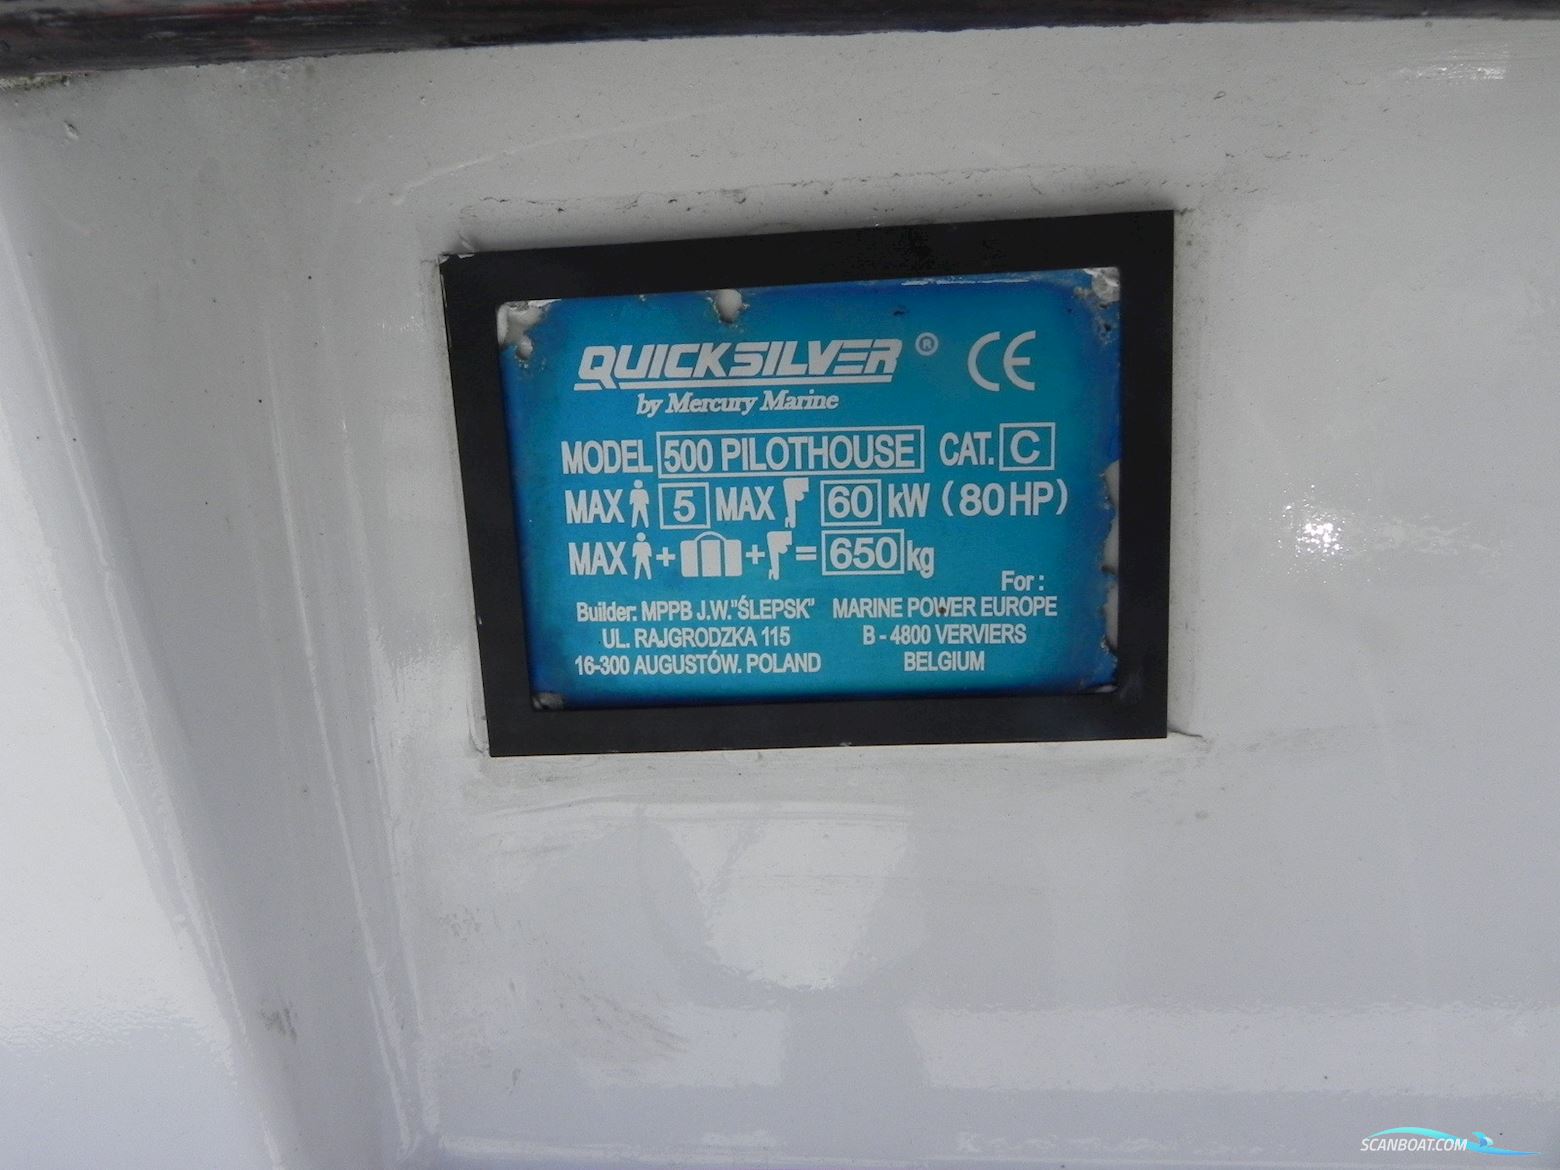 QUICKSILVER ® CE
by Mercury Marine
MODEL 500 PILOTHOUSE CAT. C
MAX 5 MAX 60 kW (80 HP)
MAX + + = 650 kg
For :
Builder: MPPB J.W."ŚLEPSK" MARINE POWER EUROPE
UL. RAJGRODZKA 115 B - 4800 VERVIERS
16-300 AUGUSTÓW. POLAND BELGIUM
SCANBOAT.COM